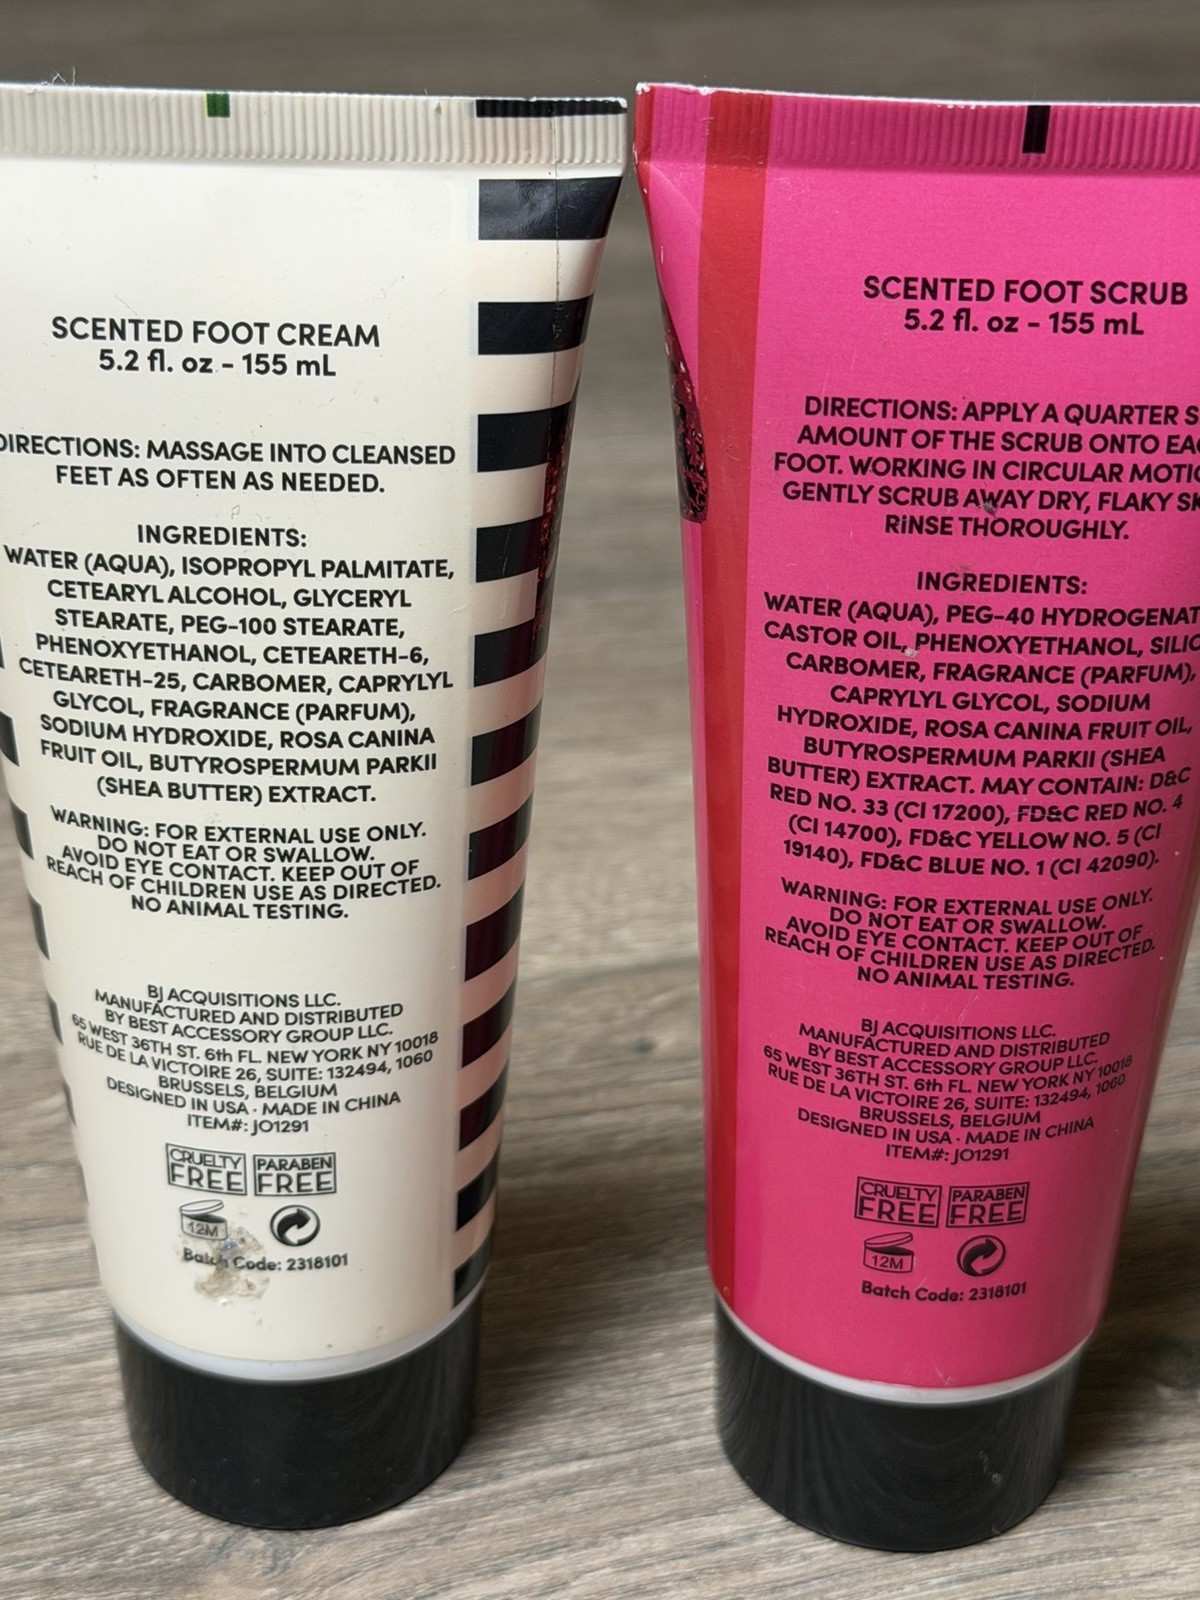 SCENTED FOOT CREAM
5.2 fl. oz - 155 mL
DIRECTIONS: MASSAGE INTO CLEANSED
FEET AS OFTEN AS NEEDED.
INGREDIENTS:
WATER (AQUA), ISOPROPYL PALMITATE,
CETEARYL ALCOHOL, GLYCERYL
STEARATE, PEG-100 STEARATE,
PHENOXYETHANOL, CETEARETH-6,
CETEARETH-25, CARBOMER, CAPRYLYL
GLYCOL, FRAGRANCE (PARFUM),
SODIUM HYDROXIDE, ROSA CANINA
FRUIT OIL, BUTYROSPERMUM PARKII
(SHEA BUTTER) EXTRACT.
WARNING: FOR EXTERNAL USE ONLY.
DO NOT EAT OR SWALLOW.
AVOID EYE CONTACT. KEEP OUT OF
REACH OF CHILDREN USE AS DIRECTED.
NO ANIMAL TESTING.
BJ ACQUISITIONS LLC.
MANUFACTURED AND DISTRIBUTED
BY BEST ACCESSORY GROUP LLC.
65 WEST 36TH ST. 6th FL. NEW YORK NY 10018
RUE DE LA VICTOIRE 26, SUITE: 132494, 1060
BRUSSELS, BELGIUM
DESIGNED IN USA · MADE IN CHINA
ITEM#: JO1291
CRUELTY FREE
PARABEN FREE
12M
Batch Code: 2318101
SCENTED FOOT SCRUB
5.2 fl. oz - 155 mL
DIRECTIONS: APPLY A QUARTER
AMOUNT OF THE SCRUB ONTO
FOOT. WORKING IN CIRCULAR
GENTLY SCRUB AWAY DRY, FLAKY
RINSE THOROUGHLY.
INGREDIENTS:
WATER (AQUA), PEG-40
CASTOR OIL, PHENOXYETHANOL,
CARBOMER, FRAGRANCE (PARFUM),
CAPRYLYL GLYCOL, SODIUM
HYDROXIDE, ROSA CANINA FRUIT OIL,
BUTYROSPERMUM PARKII (SHEA
BUTTER) EXTRACT. MAY CONTAIN: D&C
RED NO. 33 (CI 17200), FD&C RED NO. 4
(CI 14700), FD&C YELLOW NO. 5 (CI
19140), FD&C BLUE NO. 1 (CI 42090).
WARNING: FOR EXTERNAL USE ONLY.
DO NOT EAT OR SWALLOW.
AVOID EYE CONTACT. KEEP OUT OF
REACH OF CHILDREN USE AS DIRECTED.
NO ANIMAL TESTING.
BJ ACQUISITIONS LLC.
MANUFACTURED AND DISTRIBUTED
BY BEST ACCESSORY GROUP LLC.
65 WEST 36TH ST. 6th FL. NEW YORK NY 10018
RUE DE LA VICTOIRE 26, SUITE: 132494, 1060
BRUSSELS, BELGIUM
DESIGNED IN USA · MADE IN CHINA
ITEM#: JO1291
CRUELTY FREE
PARABEN FREE
12M
Batch Code: 2318101